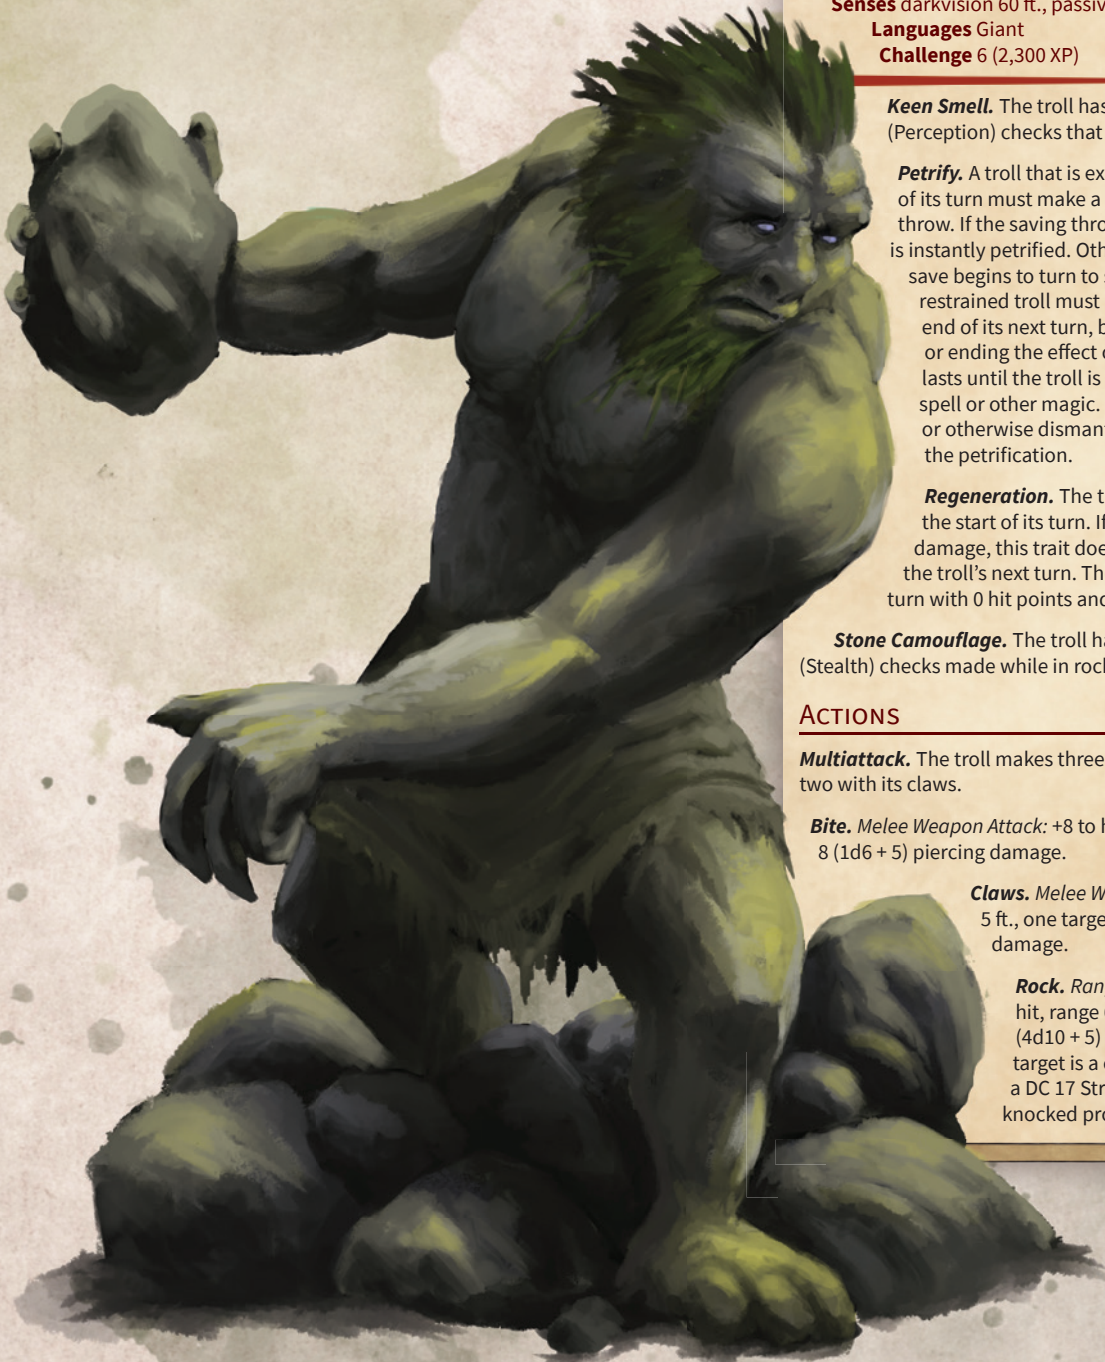 Senses darkvision 60 ft., passiv
Languages Giant
Challenge 6 (2,300 XP)
Keen Smell. The troll has
(Perception) checks that
Petrify. A troll that is ex
of its turn must make a
throw. If the saving thro
is instantly petrified. Oth
save begins to turn to s
restrained troll must
end of its next turn, b
or ending the effect o
lasts until the troll is
spell or other magic.
or otherwise dismant
the petrification.
Regeneration. The t
the start of its turn. If
damage, this trait doe
the troll’s next turn. Th
turn with 0 hit points and
Stone Camouflage. The troll ha
(Stealth) checks made while in rock
Actions
Multiattack. The troll makes three
two with its claws.
Bite. Melee Weapon Attack: +8 to h
8 (1d6 + 5) piercing damage.
Claws. Melee W
5 ft., one targe
damage.
Rock. Ran
hit, range
(4d10 + 5)
target is a
a DC 17 Str
knocked pro